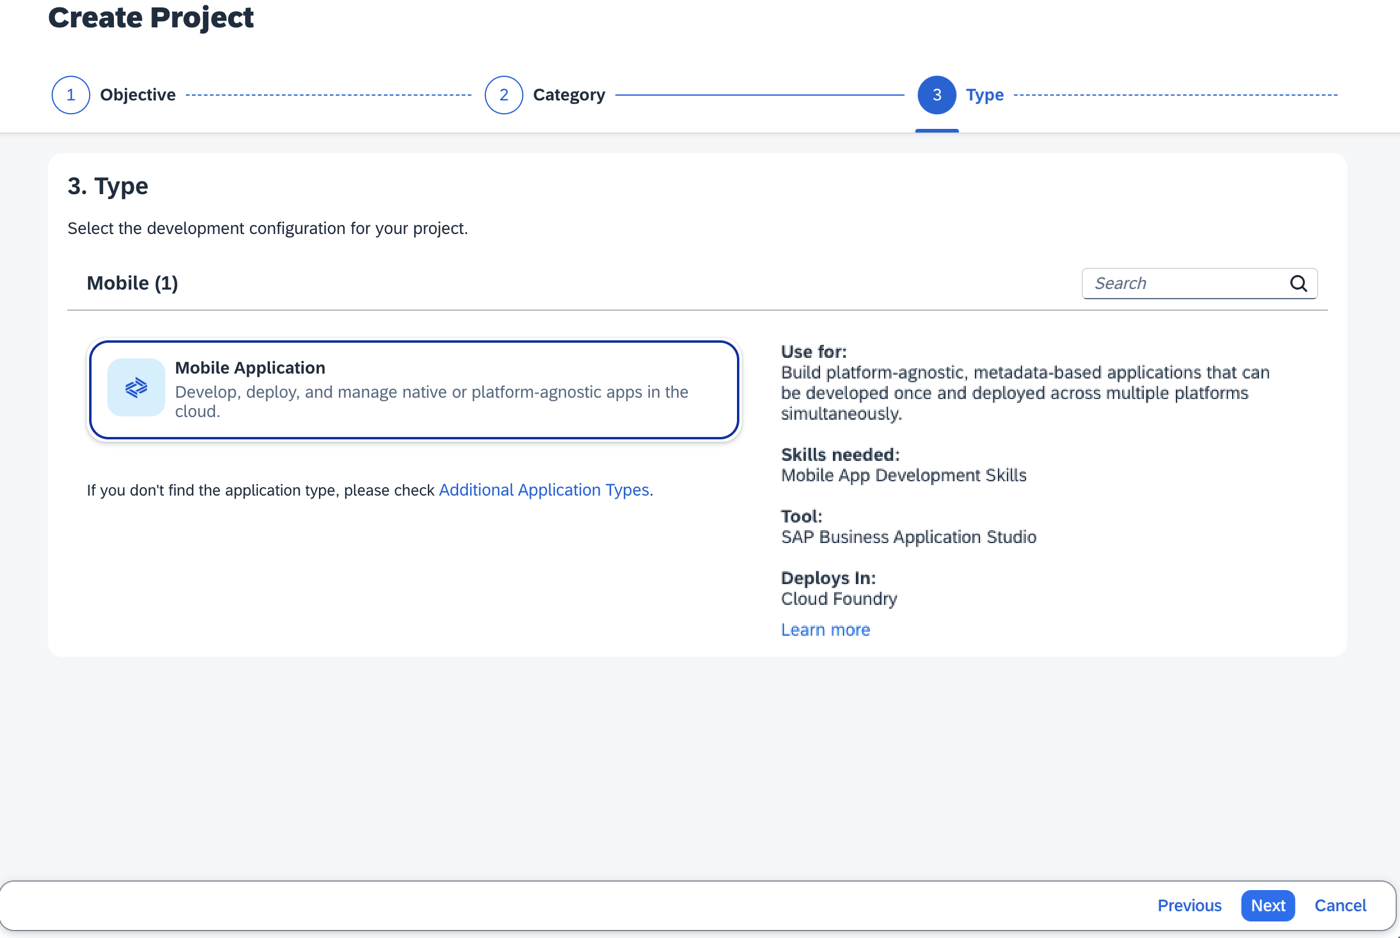 Create Project
1 Objective 2 Category 3 Type
3. Type
Select the development configuration for your project.
Mobile (1)
Search
Mobile Application
Develop, deploy, and manage native or platform-agnostic apps in the
cloud.
If you don't find the application type, please check Additional Application Types.
Use for:
Build platform-agnostic, metadata-based applications that can
be developed once and deployed across multiple platforms
simultaneously.
Skills needed:
Mobile App Development Skills
Tool:
SAP Business Application Studio
Deploys In:
Cloud Foundry
Learn more
Previous Next Cancel